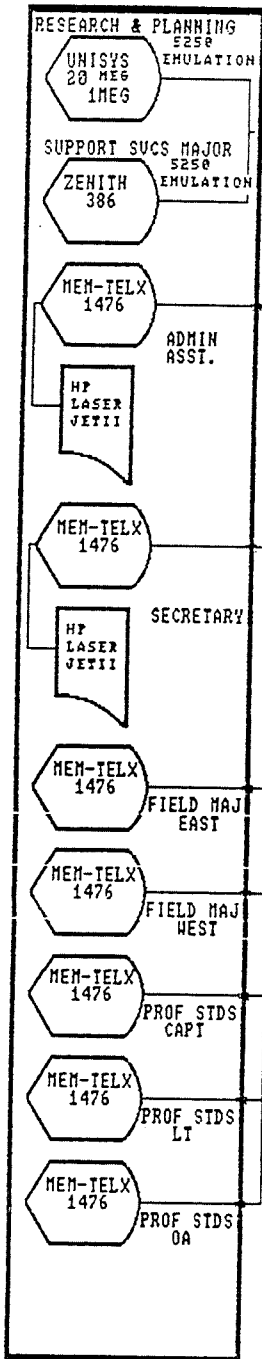 RESEARCH & PLANNING
5250
EMULATION
UNISYS
20 MEG
1MEG
SUPPORT SVCS MAJOR
5250
EMULATION
ZENITH
386
MEM-TELX
1476
ADMIN
ASST.
HP
LASER
JETII
MEM-TELX
1476
SECRETARY
HP
LASER
JETII
MEM-TELX
1476
FIELD MAJ
EAST
MEM-TELX
1476
FIELD MAJ
WEST
MEM-TELX
1476
PROF STDS
CAPT
MEM-TELX
1476
PROF STDS
LT
MEM-TELX
1476
PROF STDS
OA